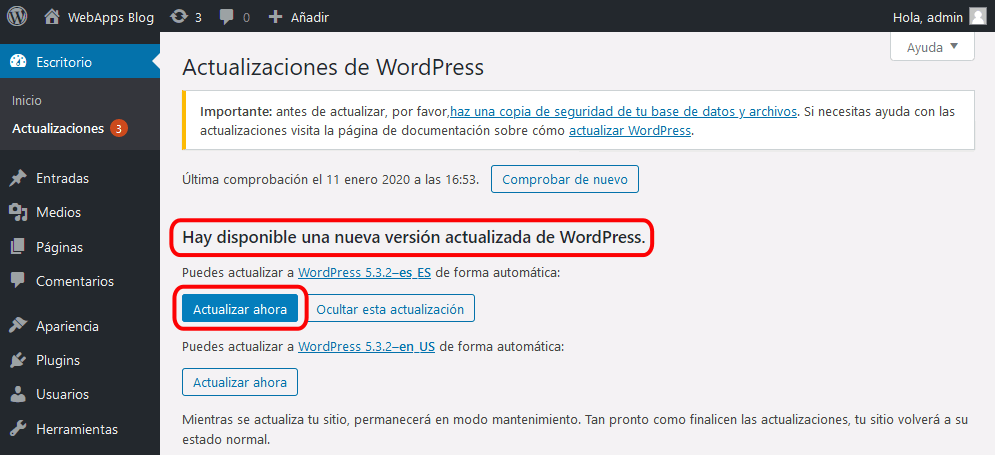 WebApps Blog 3 0 Añadir Hola, admin
Ayuda
Escritorio
Inicio
Actualizaciones 3
Entradas
Medios
Páginas
Comentarios
Apariencia
Plugins
Usuarios
Herramientas
Actualizaciones de WordPress
Importante: antes de actualizar, por favor,haz una copia de seguridad de tu base de datos y archivos. Si necesitas ayuda con las
actualizaciones visita la página de documentación sobre cómo actualizar WordPress.
Última comprobación el 11 enero 2020 a las 16:53. Comprobar de nuevo
Hay disponible una nueva versión actualizada de WordPress.
Puedes actualizar a WordPress 5.3.2–es_ES de forma automática:
Actualizar ahora Ocultar esta actualización
Puedes actualizar a WordPress 5.3.2–en_US de forma automática:
Actualizar ahora
Mientras se actualiza tu sitio, permanecerá en modo mantenimiento. Tan pronto como finalicen las actualizaciones, tu sitio volverá a su
estado normal.